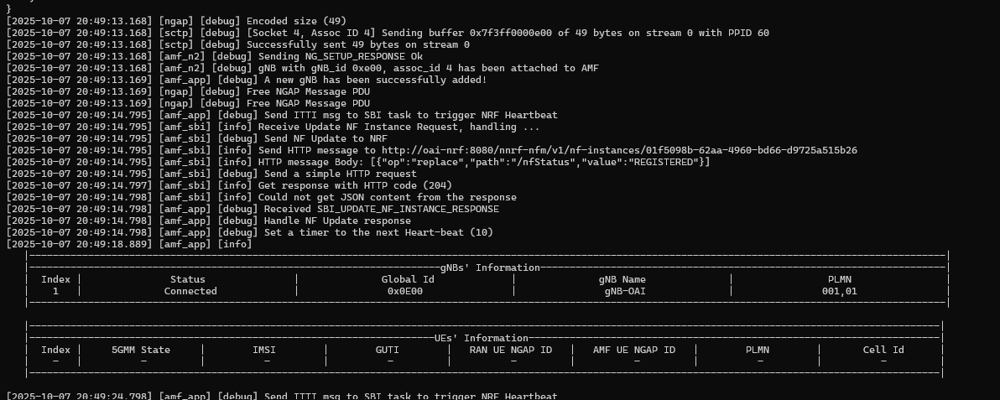 }
[2025-10-07 20:49:13.168] [ngap] [debug] Encoded size (49)
[2025-10-07 20:49:13.168] [sctp] [debug] [Socket 4, Assoc ID 4] Sending buffer 0x7f3ff0000e00 of 49 bytes on stream 0 with PPID 60
[2025-10-07 20:49:13.168] [sctp] [debug] Successfully sent 49 bytes on stream 0
[2025-10-07 20:49:13.168] [amf_n2] [debug] Sending NG_SETUP_RESPONSE Ok
[2025-10-07 20:49:13.168] [amf_n2] [debug] gNB with gNB_id 0xe00, assoc_id 4 has been attached to AMF
[2025-10-07 20:49:13.169] [amf_app] [debug] A new gNB has been successfully added!
[2025-10-07 20:49:13.169] [ngap] [debug] Free NGAP Message PDU
[2025-10-07 20:49:13.169] [ngap] [debug] Free NGAP Message PDU
[2025-10-07 20:49:14.795] [amf_app] [debug] Send ITTI msg to SBI task to trigger NRF Heartbeat
[2025-10-07 20:49:14.795] [amf_sbi] [info] Receive Update NF Instance Request, handling ...
[2025-10-07 20:49:14.795] [amf_sbi] [debug] Send NF Update to NRF
[2025-10-07 20:49:14.795] [amf_sbi] [info] Send HTTP message to http://oai-nrf:8080/nnrf-nfm/v1/nf-instances/01f5098b-62aa-4960-bd66-d9725a515b26
[2025-10-07 20:49:14.795] [amf_sbi] [info] HTTP message Body: [{"op":"replace","path":"/nfStatus","value":"REGISTERED"}]
[2025-10-07 20:49:14.795] [amf_sbi] [debug] Send a simple HTTP request
[2025-10-07 20:49:14.797] [amf_sbi] [info] Get response with HTTP code (204)
[2025-10-07 20:49:14.798] [amf_sbi] [info] Could not get JSON content from the response
[2025-10-07 20:49:14.798] [amf_app] [debug] Received SBI_UPDATE_NF_INSTANCE_RESPONSE
[2025-10-07 20:49:14.798] [amf_app] [debug] Handle NF Update response
[2025-10-07 20:49:14.798] [amf_app] [debug] Set a timer to the next Heart-beat (10)
[2025-10-07 20:49:18.889] [amf_app] [info]
gNBs' Information
| Index | Status | Global Id | gNB Name | PLMN |
| 1 | Connected | 0x0E00 | gNB-OAI | 001,01 |
UEs' Information
| Index | 5GMM State | IMSI | GUTI | RAN UE NGAP ID | AMF UE NGAP ID | PLMN | Cell Id |
| - | - | - | - | - | - | - | - |
[2025-10-07 20:49:24.798] [amf_app] [debug] Send ITTI msg to SBI task to trigger NRF Heartbeat